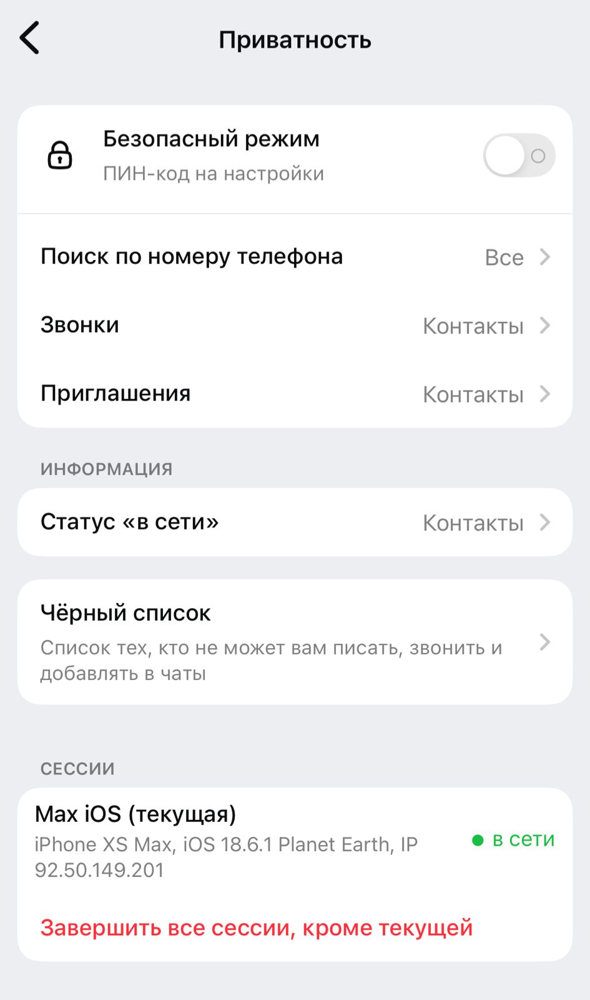 Приватность
Безопасный режим
ПИН-код на настройки
Поиск по номеру телефона
Все
Звонки
Контакты
Приглашения
Контакты
ИНФОРМАЦИЯ
Статус «в сети»
Контакты
Чёрный список
Список тех, кто не может вам писать, звонить и
добавлять в чаты
СЕССИИ
Max iOS (текущая)
iPhone XS Max, iOS 18.6.1 Planet Earth, IP
92.50.149.201
в сети
Завершить все сессии, кроме текущей